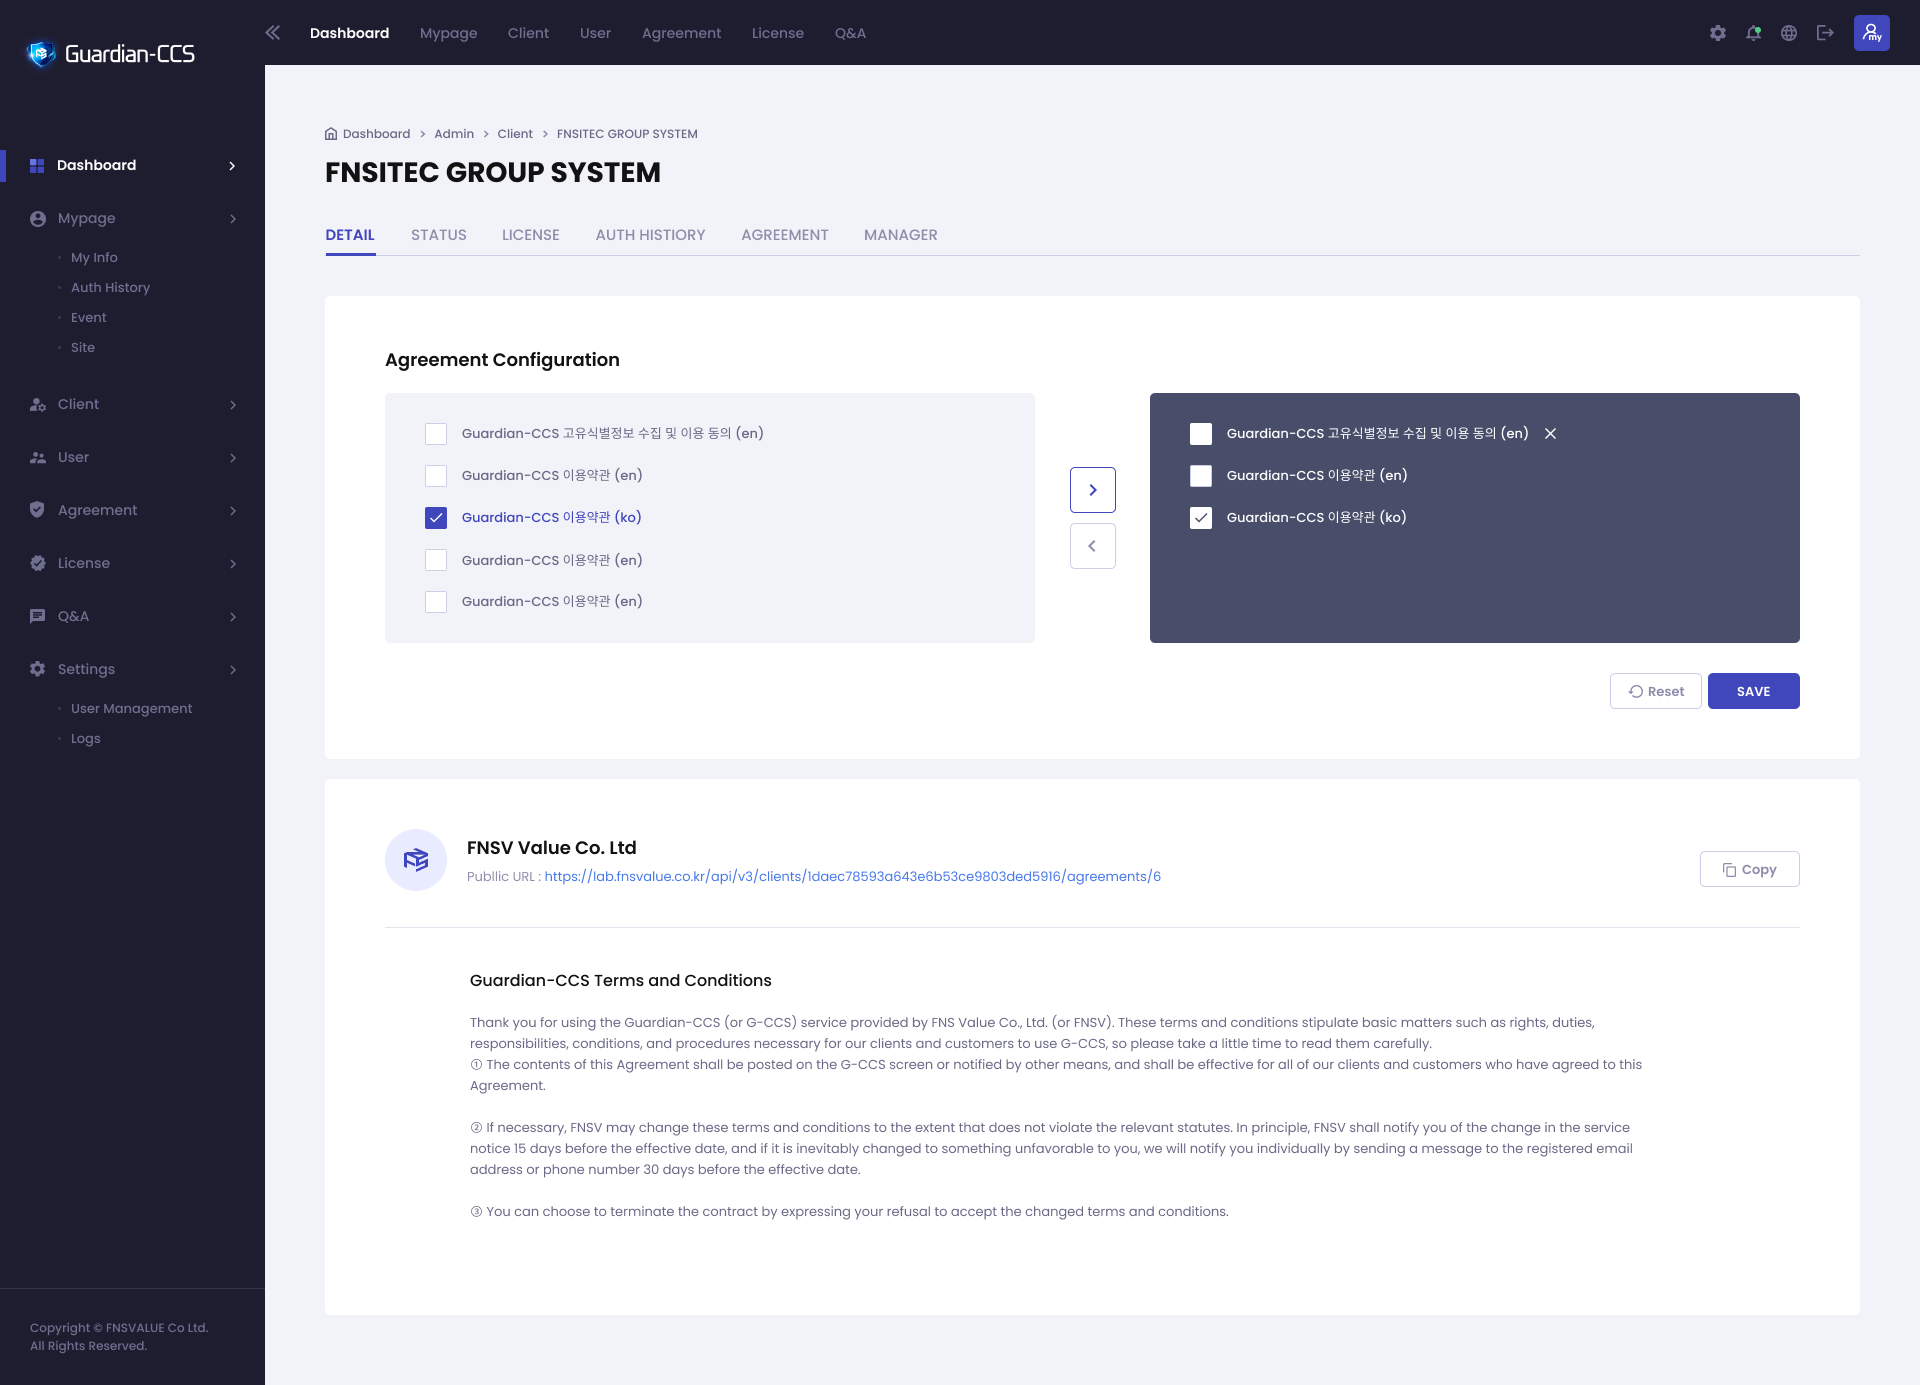 Guardian-CCS
Dashboard
Mypage
Client
User
Agreement
License
Q&A
my
Dashboard
Mypage
My Info
Auth History
Event
Site
Client
User
Agreement
License
Q&A
Settings
User Management
Logs
Copyright © FNSVALUE Co Ltd.
All Rights Reserved.
Dashboard > Admin > Client > FNSITEC GROUP SYSTEM
FNSITEC GROUP SYSTEM
DETAIL
STATUS
LICENSE
AUTH HISTIORY
AGREEMENT
MANAGER
Agreement Configuration
Guardian-CCS 고유식별정보 수집 및 이용 동의 (en)
Guardian-CCS 이용약관 (en)
Guardian-CCS 이용약관 (ko)
Guardian-CCS 이용약관 (en)
Guardian-CCS 이용약관 (en)
Guardian-CCS 고유식별정보 수집 및 이용 동의 (en)
Guardian-CCS 이용약관 (en)
Guardian-CCS 이용약관 (ko)
Reset
SAVE
FNSV Value Co. Ltd
Publlic URL : https://lab.fnsvalue.co.kr/api/v3/clients/1daec78593a643e6b53ce9803ded5916/agreements/6
Copy
Guardian-CCS Terms and Conditions
Thank you for using the Guardian-CCS (or G-CCS) service provided by FNS Value Co., Ltd. (or FNSV). These terms and conditions stipulate basic matters such as rights, duties,
responsibilities, conditions, and procedures necessary for our clients and customers to use G-CCS, so please take a little time to read them carefully.
① The contents of this Agreement shall be posted on the G-CCS screen or notified by other means, and shall be effective for all of our clients and customers who have agreed to this
Agreement.
② If necessary, FNSV may change these terms and conditions to the extent that does not violate the relevant statutes. In principle, FNSV shall notify you of the change in the service
notice 15 days before the effective date, and if it is inevitably changed to something unfavorable to you, we will notify you individually by sending a message to the registered email
address or phone number 30 days before the effective date.
③ You can choose to terminate the contract by expressing your refusal to accept the changed terms and conditions.